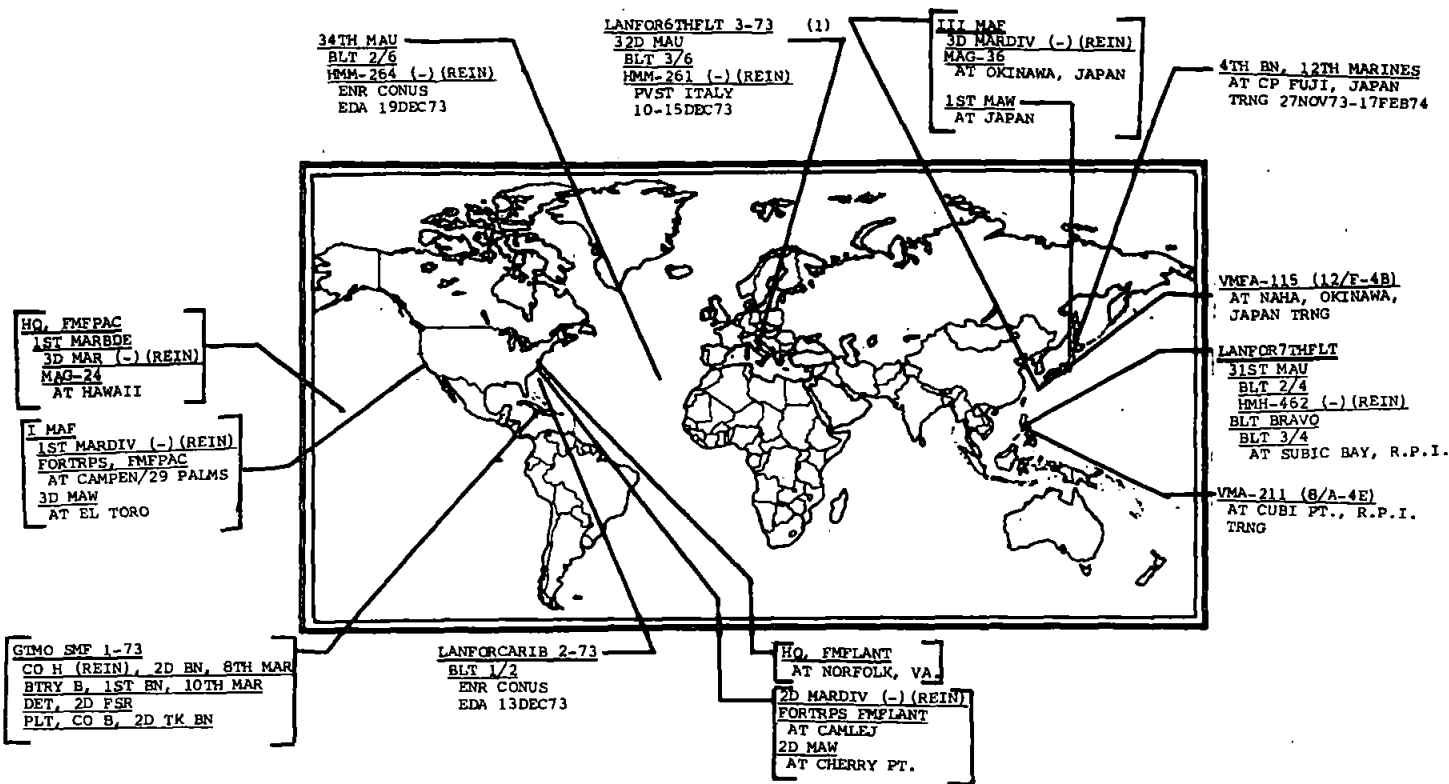 34TH MAU
BLT 2/6
HMM-264 (-) (REIN)
ENR CONUS
EDA 19DEC73
LANFOR6THFLT 3-73 (1)
32D MAU
BLT 3/6
HMM-261 (-) (REIN)
PVST ITALY
10-15DEC73
III MAF
3D MARDIV (-) (REIN)
MAG-36
AT OKINAWA, JAPAN
1ST MAW
AT JAPAN
4TH BN, 12TH MARINES
AT CP FUJI, JAPAN
TRNG 27NOV73-17FEB74
VMFA-115 (12/F-4B)
AT NAHA, OKINAWA,
JAPAN TRNG
LANFOR7THFLT
31ST MAU
BLT 2/4
HMH-462 (-) (REIN)
BLT BRAVO
BLT 3/4
AT SUBIC BAY, R.P.I.
VMA-211 (8/A-4E)
AT CUBI PT., R.P.I.
TRNG
HQ, FMFPAC
1ST MARBDE
3D MAR (-) (REIN)
MAG-24
AT HAWAII
I MAF
1ST MARDIV (-) (REIN)
FORTRPS, FMFPAC
AT CAMPEN/29 PALMS
3D MAW
AT EL TORO
GTMO SMF 1-73
CO H (REIN), 2D BN, 8TH MAR
BTRY B, 1ST BN, 10TH MAR
DET, 2D FSR
PLT, CO B, 2D TK BN
LANFORCARIB 2-73
BLT 1/2
ENR CONUS
EDA 13DEC73
HQ, FMFLANT
AT NORFOLK, VA.
2D MARDIV (-) (REIN)
FORTRPS FMFLANT
AT CAMLEJ
2D MAW
AT CHERRY PT.